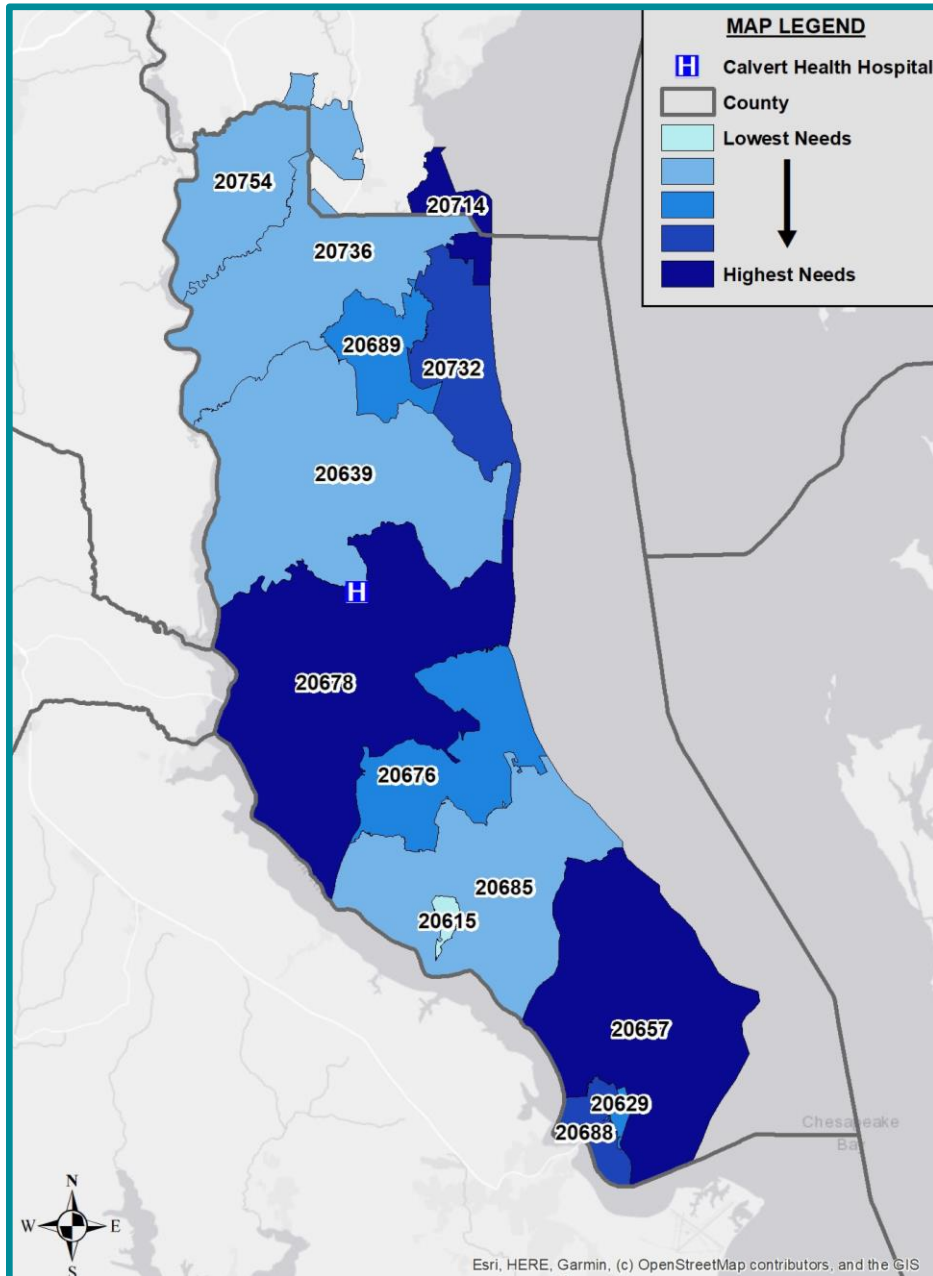 MAP LEGEND
H Calvert Health Hospital
County
Lowest Needs
Highest Needs
20754
20714
20736
20689
20732
20639
H
20678
20676
20685
20615
20657
20629
20688
Chesapeake
Bay
N
W E
S
Esri, HERE, Garmin, (c) OpenStreetMap contributors, and the GIS